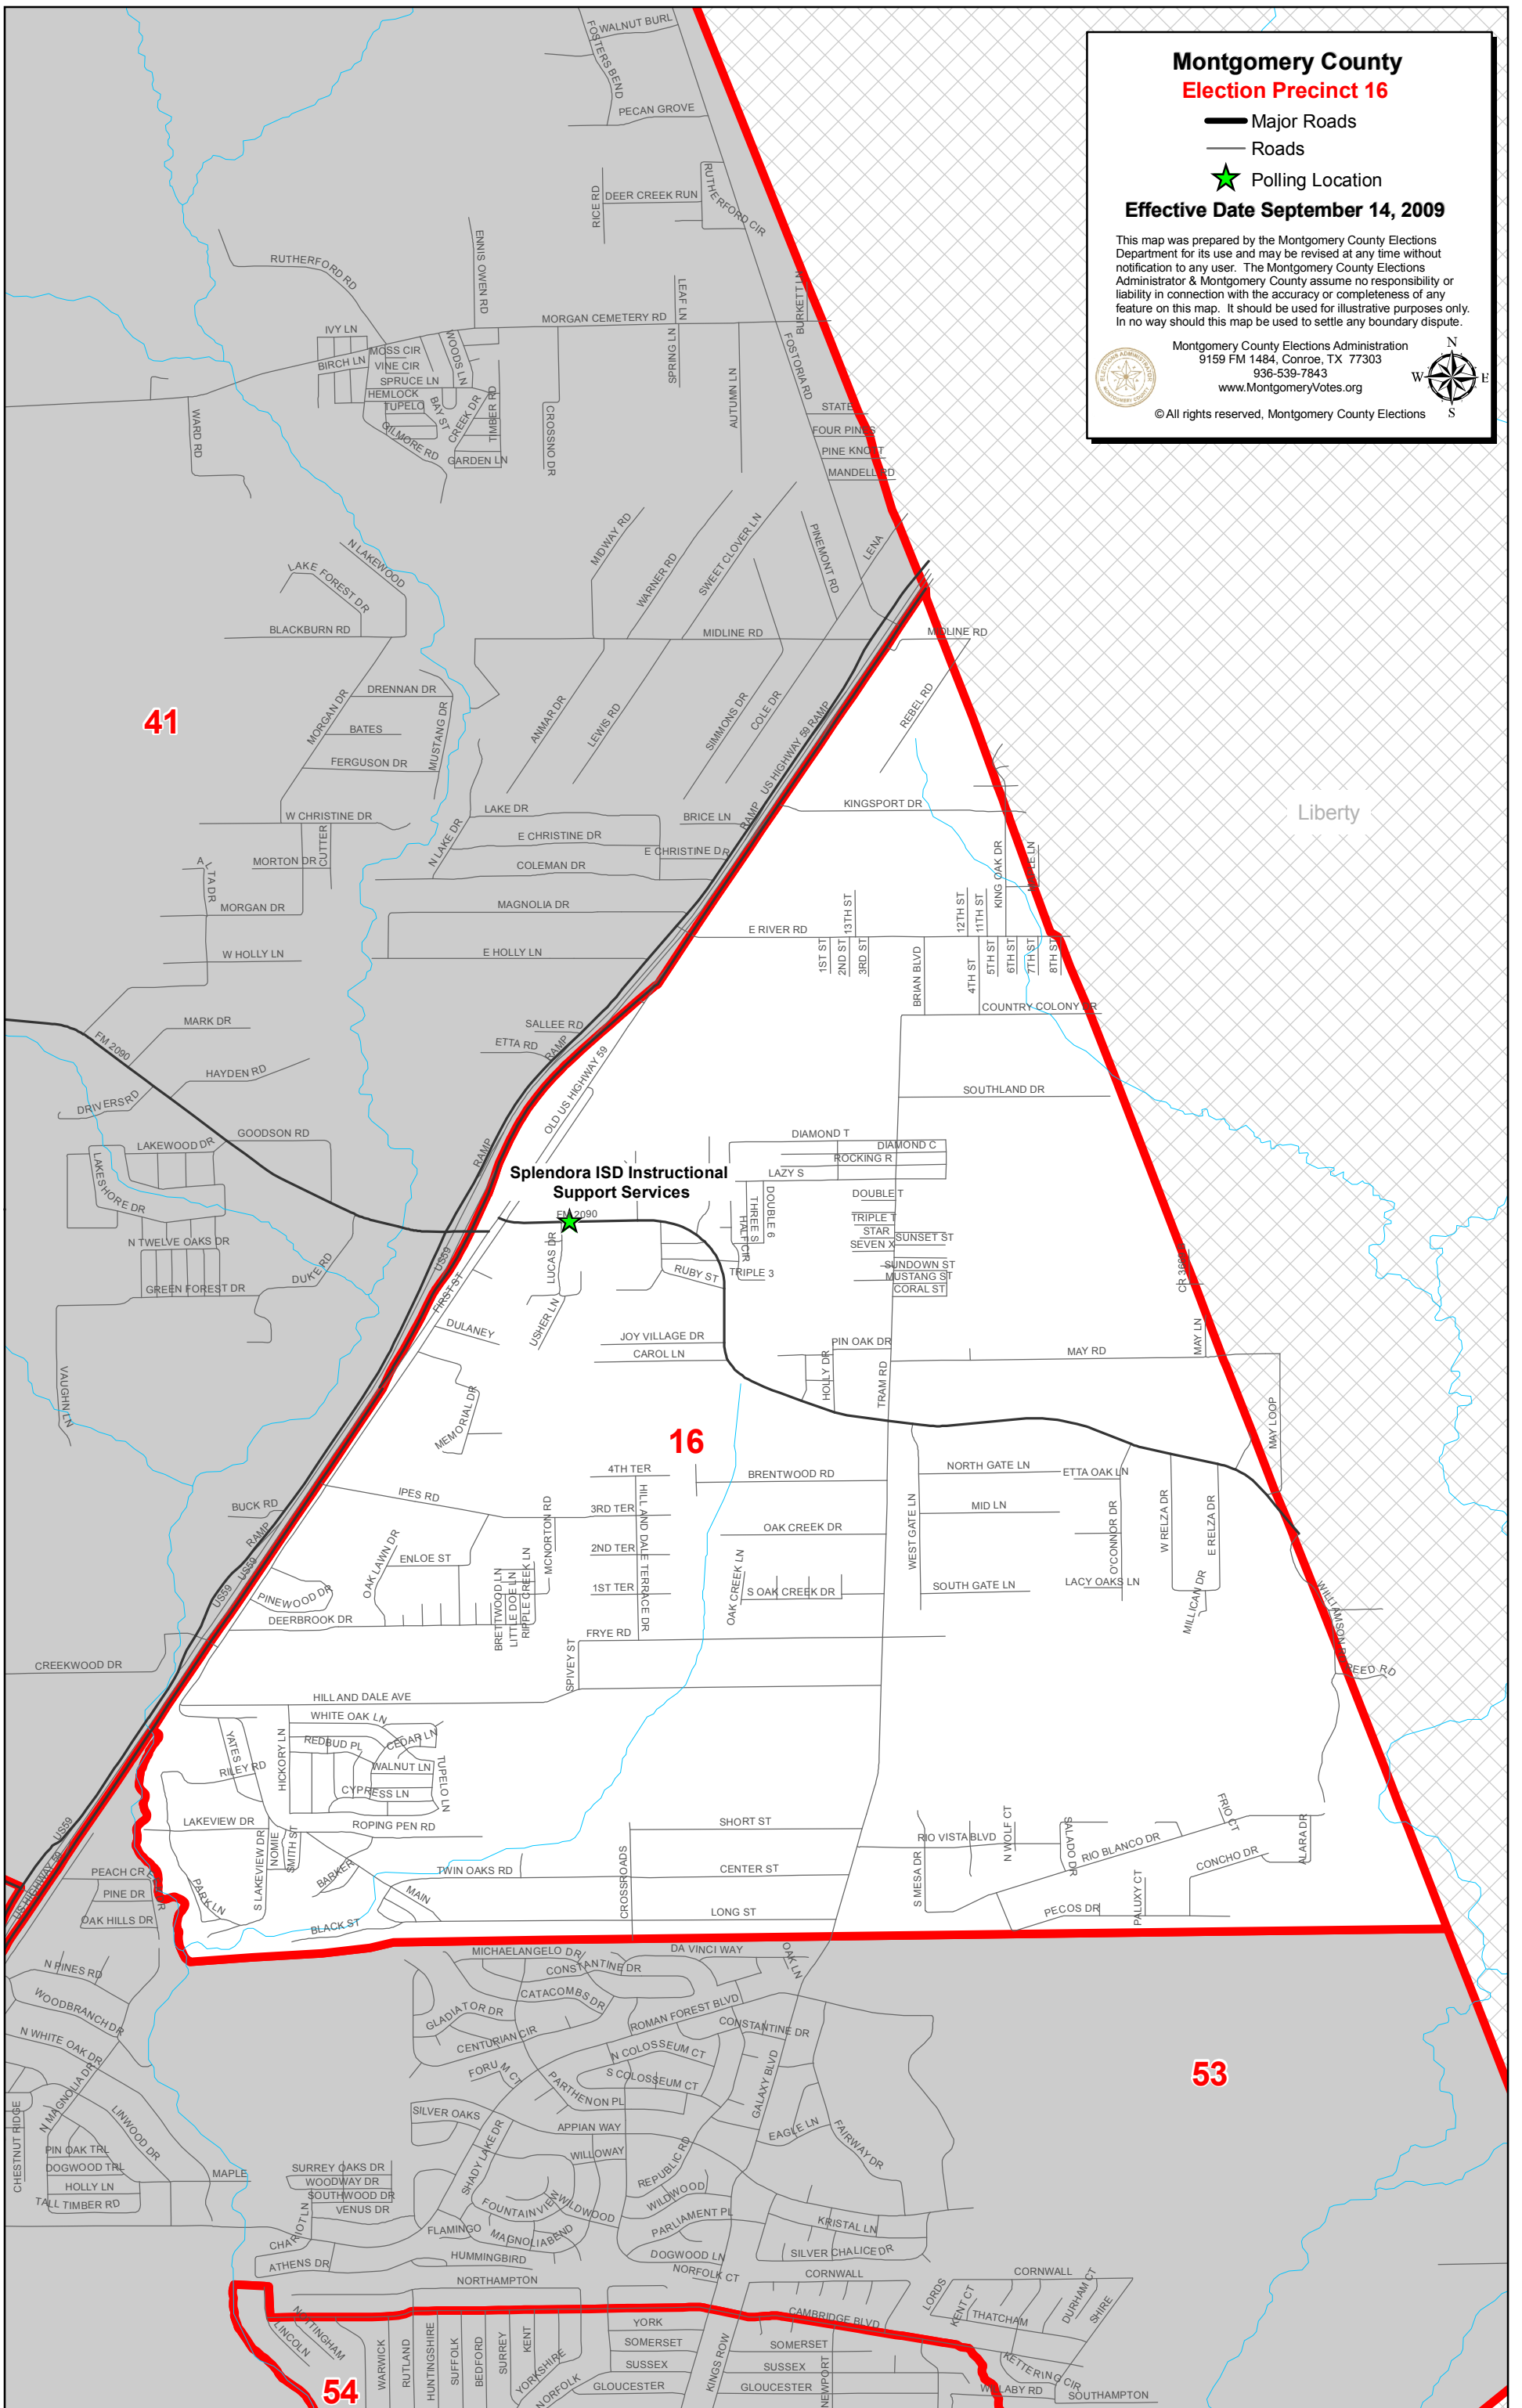 Montgomery County
Election Precinct 16
Major Roads
Roads
Polling Location
Effective Date September 14, 2009
This map was prepared by the Montgomery County Elections
Department for its use and may be revised at any time without
notification to any user. The Montgomery County Elections
Administrator & Montgomery County assume no responsibility or
liability in connection with the accuracy or completeness of any
feature on this map. It should be used for illustrative purposes only.
In no way should this map be used to settle any boundary dispute.
Montgomery County Elections Administration
9159 FM 1484, Conroe, TX 77303
936-539-7843
www.MontgomeryVotes.org
© All rights reserved, Montgomery County Elections
N
W
E
S
WALNUT BURL
FOSTERS BEND
PECAN GROVE
RICE RD
DEER CREEK RUN
RUTHERFORD CIR
RUTHERFORD RD
ENNIS OWEN RD
LEAF LN
BURKETT LN
MORGAN CEMETERY RD
IVY LN
BIRCH LN
MOSS CIR
VINE CIR
WOODS LN
SPRUCE LN
HEMLOCK
TUPELO
BAY ST
CREEK DR
TIMBER RD
GILMORE RD
GARDEN LN
CROSSNO DR
SPRING LN
AUTUMN LN
FOSTORIA RD
STATE
FOUR PINES
PINE KNOT
MANDELL RD
WARD RD
N LAKEWOOD
LAKE FOREST DR
BLACKBURN RD
MIDWAY RD
WARNER RD
SWEET CLOVER LN
PINEMONT RD
LENA
MIDLINE RD
MIDLINE RD
REBEL RD
DRENNAN DR
MORGAN DR
BATES
MUSTANG DR
FERGUSON DR
ANMAR DR
LEWIS RD
SIMMONS DR
COLE DR
US HIGHWAY 59 RAMP
RAMP
41
Liberty
W CHRISTINE DR
CUTTER
MORTON DR
ALTA DR
MORGAN DR
W HOLLY LN
LAKE DR
N LAKE DR
E CHRISTINE DR
E CHRISTINE DR
COLEMAN DR
BRICE LN
MAGNOLIA DR
E HOLLY LN
KINGSPORT DR
KING OAK DR
E RIVER RD
1ST ST
2ND ST
13TH ST
3RD ST
12TH ST
11TH ST
BRIAN BLVD
4TH ST
5TH ST
6TH ST
7TH ST
8TH ST
COUNTRY COLONY DR
FM 2090
MARK DR
HAYDEN RD
DRIVERS RD
SALLEE RD
ETTA RD
RAMP
OLD US HIGHWAY 59
SOUTHLAND DR
GOODSON RD
LAKEWOOD DR
LAKESHORE DR
N TWELVE OAKS DR
GREEN FOREST DR
DUKE RD
VAUGHN LN
RAMP
Splendora ISD Instructional
Support Services
FM 2090
DIAMOND T
DIAMOND C
ROCKING R
LAZY S
DOUBLE 6
THREE S
HALF CIR
TRIPLE 3
DOUBLE T
TRIPLE T
STAR
SEVEN X
SUNSET ST
SUNDOWN ST
MUSTANG ST
CORAL ST
US59
FIRST ST
LUCAS DR
USHER LN
RUBY ST
DULANEY
JOY VILLAGE DR
CAROL LN
PIN OAK DR
HOLLY DR
TRAM RD
MAY RD
MAY LN
MAY LOOP
MEMORIAL DR
16
4TH TER
BRENTWOOD RD
NORTH GATE LN
ETTA OAK LN
BUCK RD
RAMP
IPES RD
3RD TER
HILL AND DALE TERRACE DR
MCNORTON RD
OAK CREEK DR
MID LN
WEST GATE LN
O'CONNOR DR
W RELZA DR
E RELZA DR
OAK LAWN DR
ENLOE ST
2ND TER
1ST TER
BRETTWOOD LN
LITTLE DOE LN
RIPPLE CREEK LN
OAK CREEK LN
S OAK CREEK DR
SOUTH GATE LN
LACY OAKS LN
MILLICAN DR
US59
US59
PINEWOOD DR
DEERBROOK DR
FRYE RD
SPIVEY ST
REED RD
CREEKWOOD DR
HILL AND DALE AVE
WHITE OAK LN
YATES
HICKORY LN
REDBUD PL
CEDAR LN
WALNUT LN
CYPRESS LN
TUPELO LN
RILEY RD
LAKEVIEW DR
S LAKEVIEW DR
NOMIE
SMITH ST
ROPING PEN RD
BARKER
MAIN
PARK LN
BLACK ST
TWIN OAKS RD
CROSSROADS
SHORT ST
CENTER ST
LONG ST
RIO VISTA BLVD
S MESA DR
N WOLF CT
SALADO DR
RIO BLANCO DR
FRIO CT
CONCHO DR
ALARA DR
PALUXY CT
PECOS DR
US59
US HIGHWAY 59
PINE DR
OAK HILLS DR
N PINES RD
WOODBRANCH DR
N WHITE OAK DR
N MAGNOLIA DR
LINWOOD DR
CHESTNUT RIDGE
PIN OAK TRL
DOGWOOD TRL
HOLLY LN
TALL TIMBER RD
MAPLE
MICHAELANGELO DR
DA VINCI WAY
OAK LN
CONSTANTINE DR
CATACOMBS DR
GLADIATOR DR
CENTURIAN CIR
ROMAN FOREST BLVD
CONSTANTINE DR
FORUM CT
N COLOSSEUM CT
S COLOSSEUM CT
PARTHENON PL
GALAXY BLVD
53
SILVER OAKS
APPIAN WAY
EAGLE LN
FAIRWAY DR
SHADY LAKE DR
WILLOWAY
REPUBLIC RD
SURREY OAKS DR
WOODWAY DR
SOUTHWOOD DR
VENUS DR
CHARIOT LN
FOUNTAINVIEW
WILDWOOD
WILDWOOD
PARLIAMENT PL
KRISTAL LN
FLAMINGO
MAGNOLIA BEND
ATHENS DR
HUMMINGBIRD
DOGWOOD LN
SILVER CHALICE DR
NORTHAMPTON
NORFOLK CT
CORNWALL
CORNWALL
LORDS
KENT CT
THATCHAM
DURHAM CT
SHIRE
NOTTINGHAM
LINCOLN
54
WARWICK
RUTLAND
HUNTINGSHIRE
SUFFOLK
BEDFORD
SURREY
KENT
YORKSHIRE
NORFOLK
YORK
SOMERSET
SUSSEX
GLOUCESTER
KINGS ROW
CAMBRIDGE BLVD
SOMERSET
SUSSEX
GLOUCESTER
NEWPORT
KETTERING CIR
SOUTHAMPTON